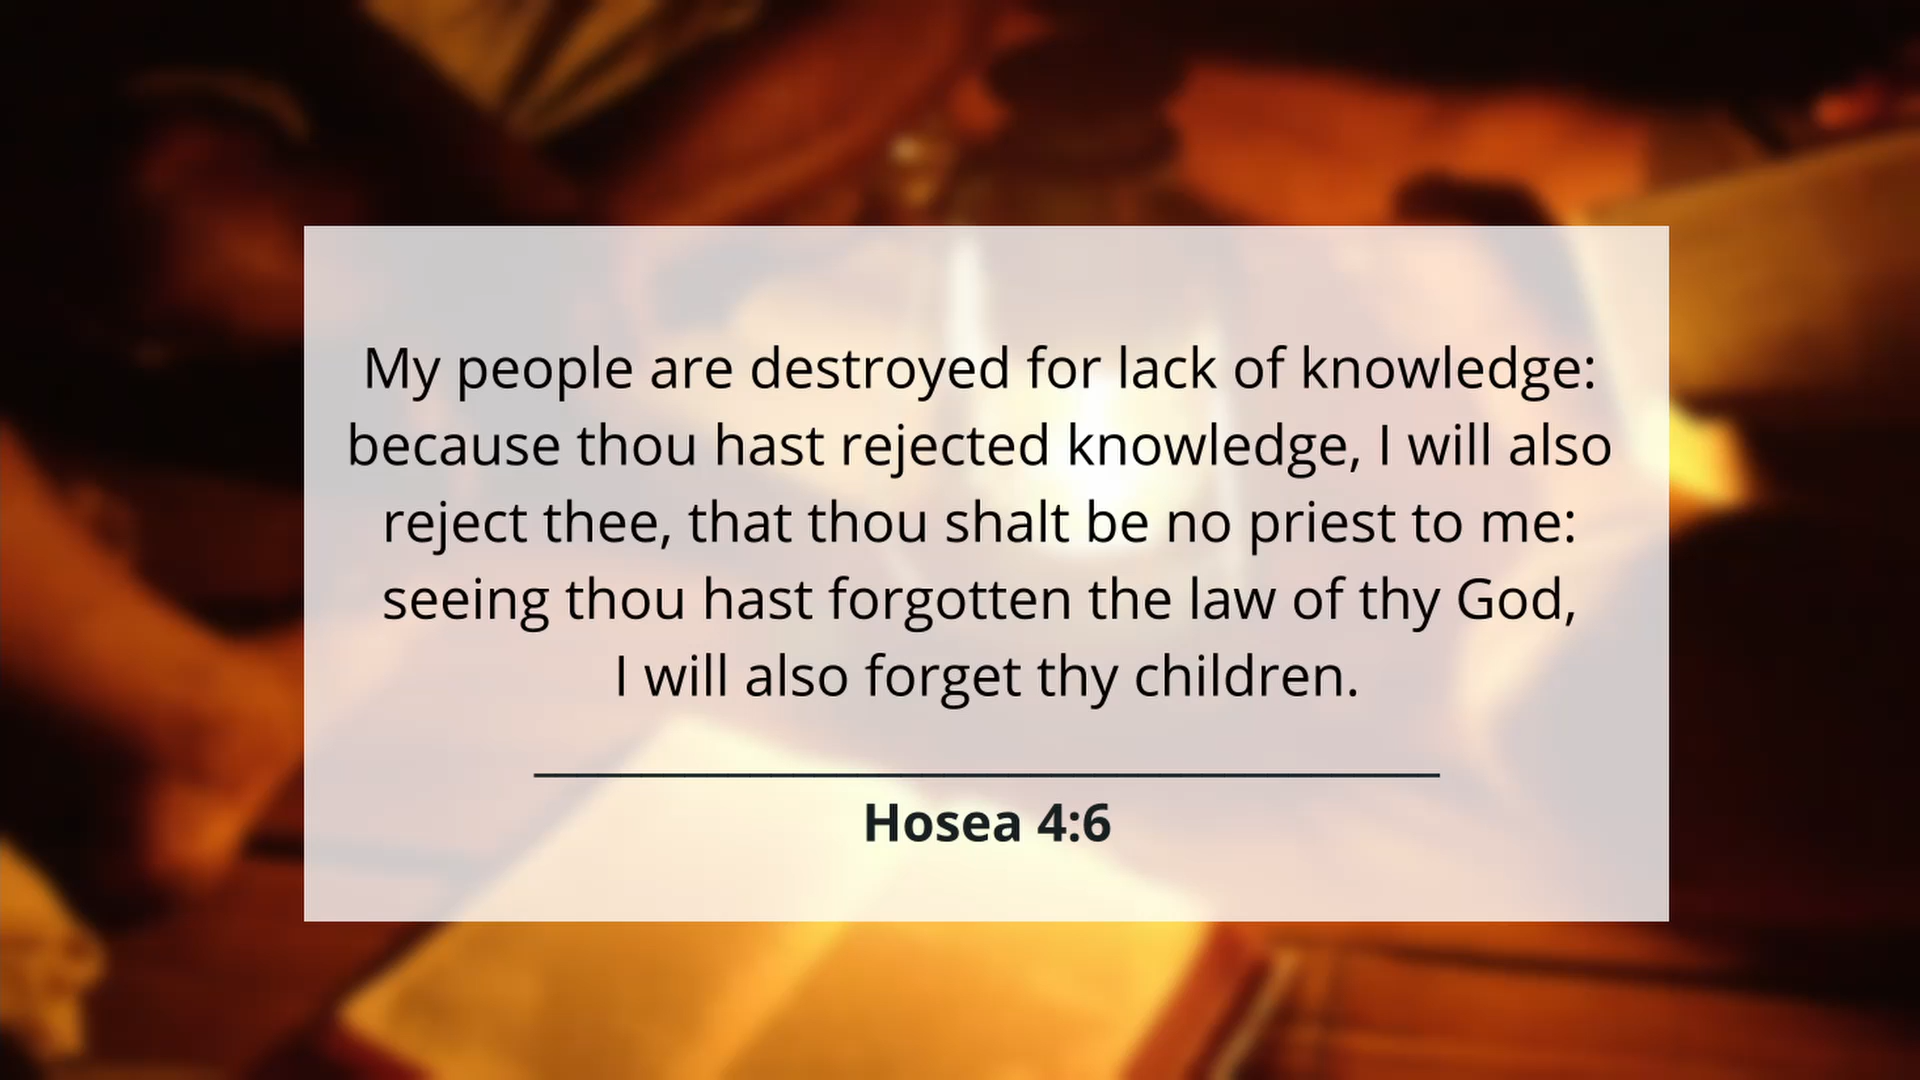 My people are destroyed for lack of knowledge:
because thou hast rejected knowledge, I will also
reject thee, that thou shalt be no priest to me:
seeing thou hast forgotten the law of thy God,
I will also forget thy children.
Hosea 4:6